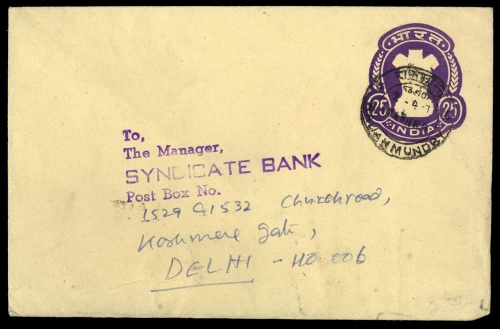 भारत
25 25
INDIA
To,
The Manager,
SYNDICATE BANK
Post Box No.
1529 Churchroad,
Kashmere Gate,
DELHI - 110.006